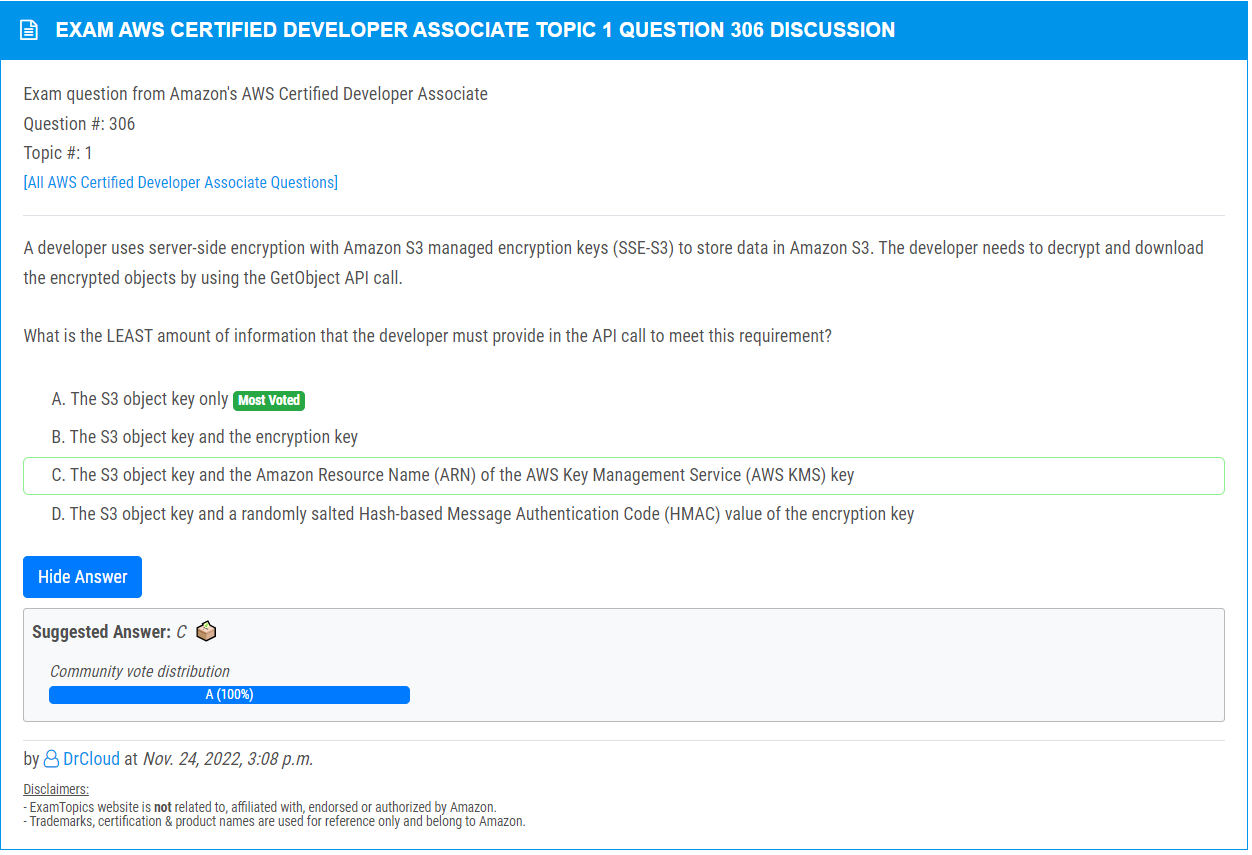 EXAM AWS CERTIFIED DEVELOPER ASSOCIATE TOPIC 1 QUESTION 306 DISCUSSION
Exam question from Amazon's AWS Certified Developer Associate
Question #: 306
Topic #: 1
[All AWS Certified Developer Associate Questions]
A developer uses server-side encryption with Amazon S3 managed encryption keys (SSE-S3) to store data in Amazon S3. The developer needs to decrypt and download
the encrypted objects by using the GetObject API call.
What is the LEAST amount of information that the developer must provide in the API call to meet this requirement?
A. The S3 object key only Most Voted
B. The S3 object key and the encryption key
C. The S3 object key and the Amazon Resource Name (ARN) of the AWS Key Management Service (AWS KMS) key
D. The S3 object key and a randomly salted Hash-based Message Authentication Code (HMAC) value of the encryption key
Hide Answer
Suggested Answer: C
Community vote distribution
A (100%)
by DrCloud at Nov. 24, 2022, 3:08 p.m.
Disclaimers:
- ExamTopics website is not related to, affiliated with, endorsed or authorized by Amazon.
- Trademarks, certification & product names are used for reference only and belong to Amazon.